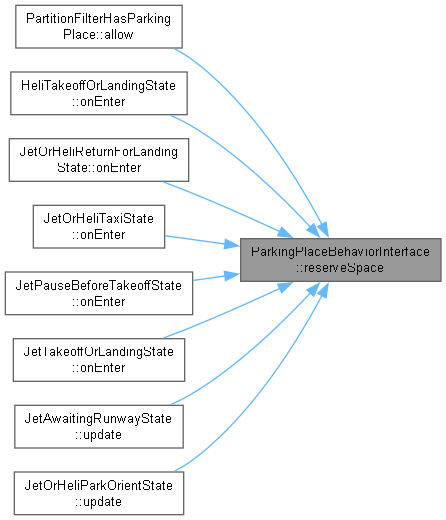 PartitionFilterHasParking
Place::allow
HeliTakeoffOrLandingState
::onEnter
JetOrHeliReturnForLanding
State::onEnter
JetOrHeliTaxiState
::onEnter
ParkingPlaceBehaviorInterface
::reserveSpace
JetPauseBeforeTakeoffState
::onEnter
JetTakeoffOrLandingState
::onEnter
JetAwaitingRunwayState
::update
JetOrHeliParkOrientState
::update